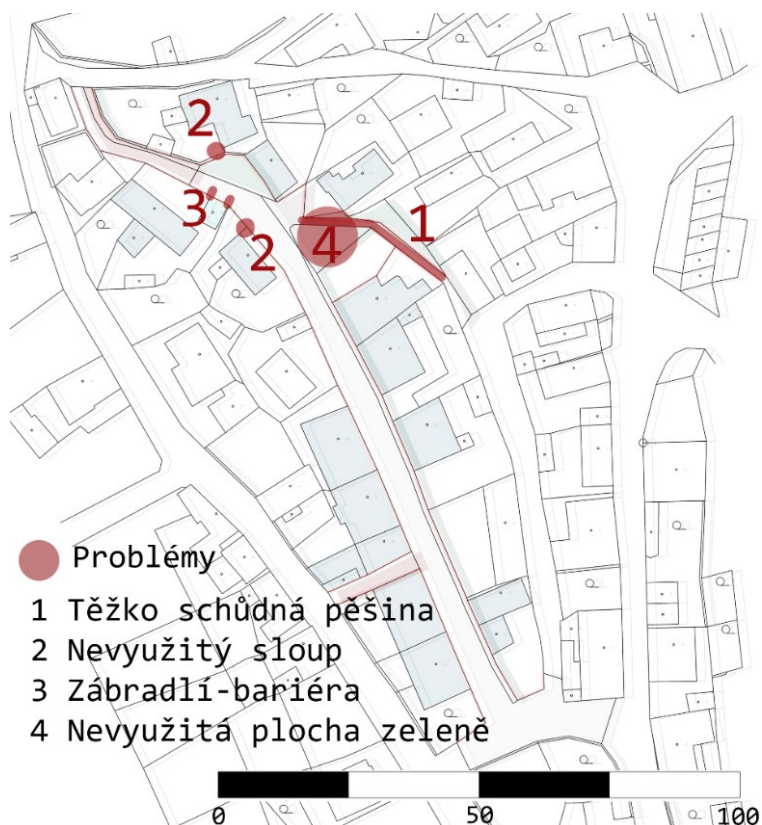 2
3
2
4
1
Problémy
1 Těžko schůdná pěšina
2 Nevyužitý sloup
3 Zábradlí-bariéra
4 Nevyužitá plocha zeleně
0 50 100